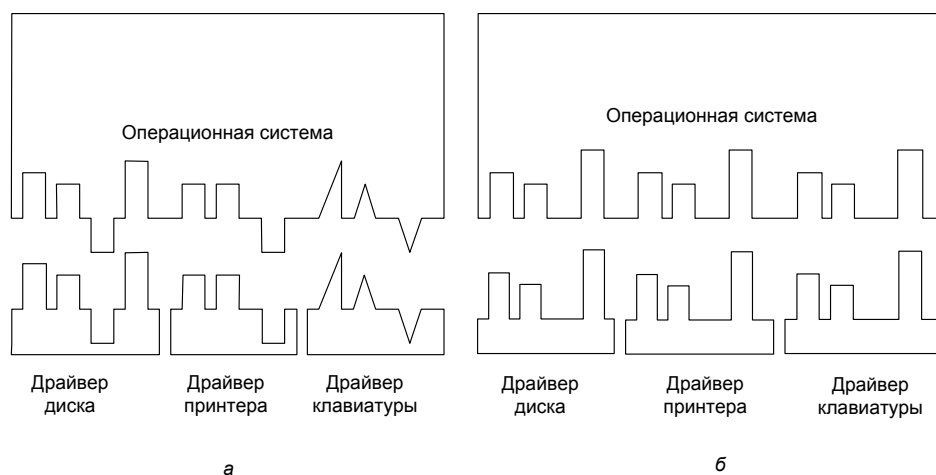 Операционная система
Драйвер
диска
Драйвер
принтера
Драйвер
клавиатуры
а
Операционная система
Драйвер
диска
Драйвер
принтера
Драйвер
клавиатуры
б